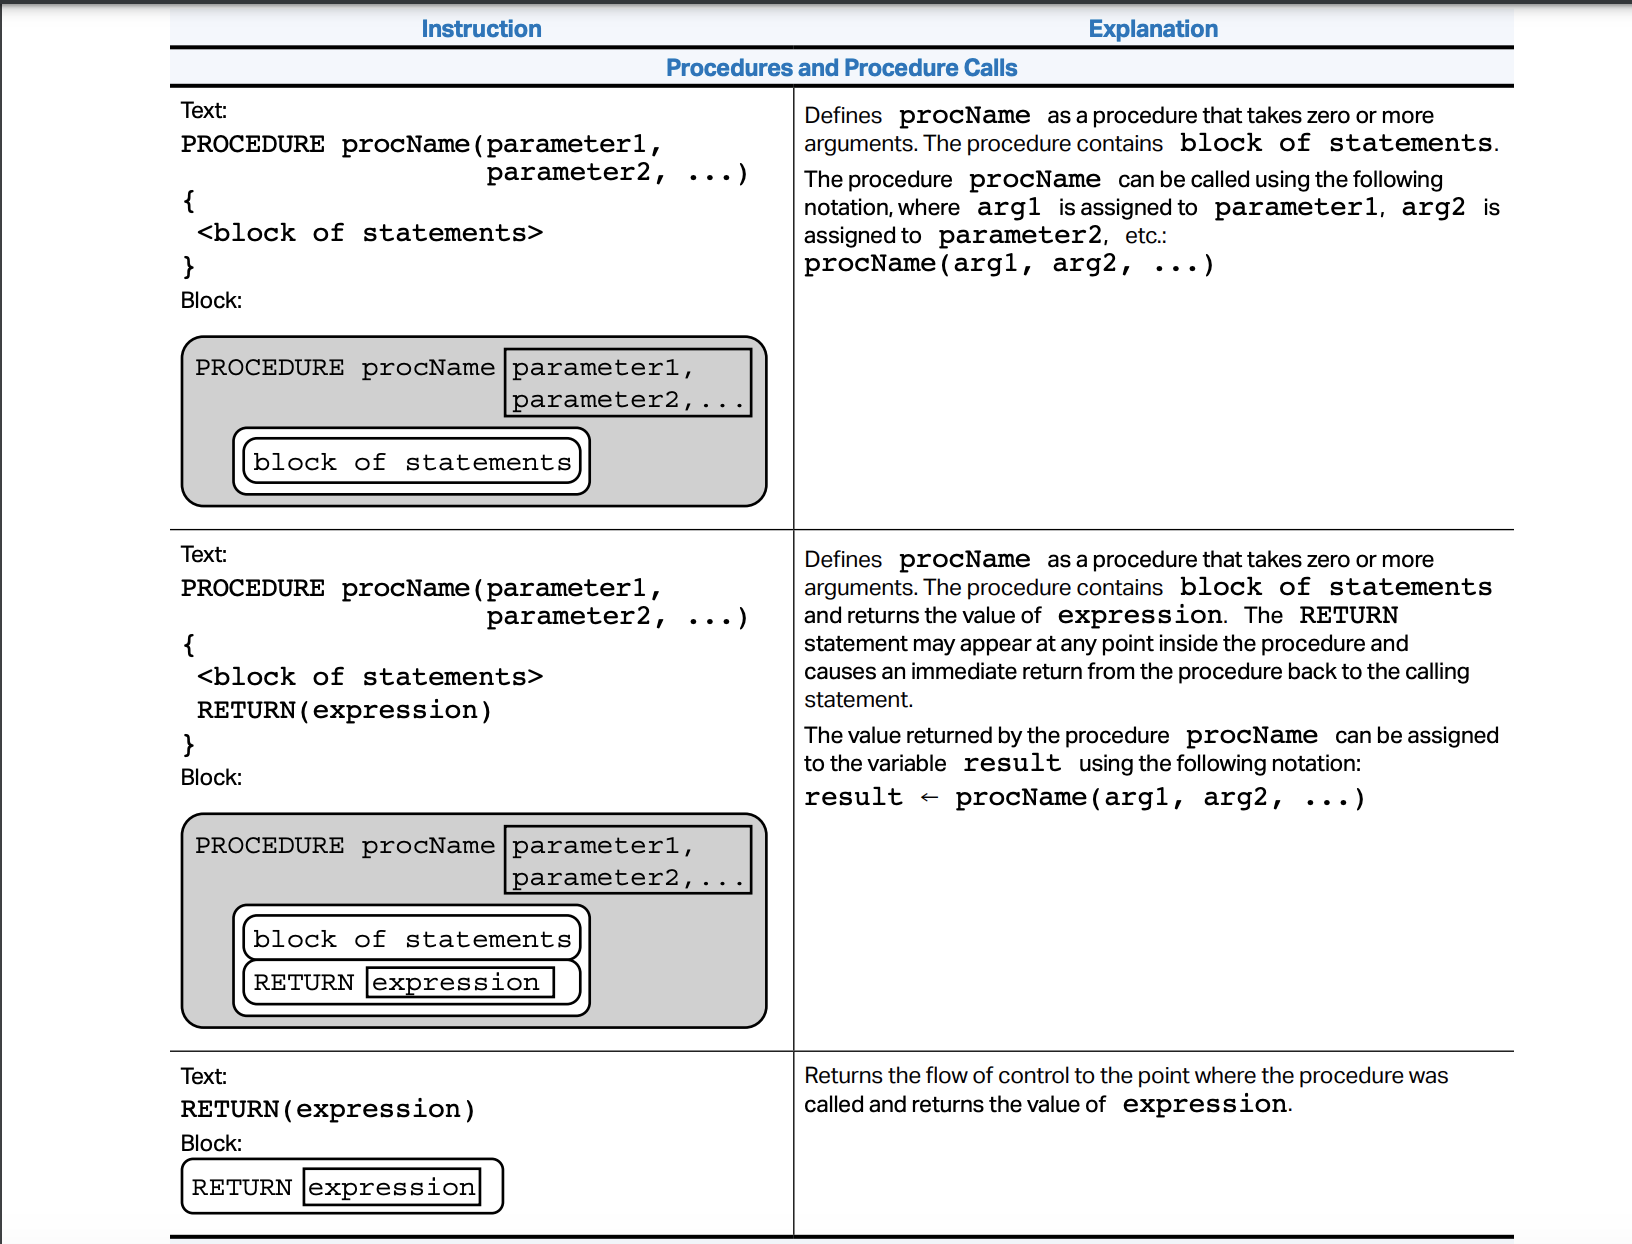 Instruction
Explanation
Procedures and Procedure Calls
Text:
PROCEDURE procName(parameter1,
parameter2, ...)
{
<block of statements>
}
Block:
PROCEDURE procName parameter1,
parameter2,...
block of statements
Defines procName as a procedure that takes zero or more
arguments. The procedure contains block of statements.
The procedure procName can be called using the following
notation, where arg1 is assigned to parameter1, arg2 is
assigned to parameter2, etc.:
procName(arg1, arg2, ...)
Text:
PROCEDURE procName(parameter1,
parameter2, ...)
{
<block of statements>
RETURN(expression)
}
Block:
PROCEDURE procName parameter1,
parameter2,...
block of statements
RETURN expression
Defines procName as a procedure that takes zero or more
arguments. The procedure contains block of statements
and returns the value of expression. The RETURN
statement may appear at any point inside the procedure and
causes an immediate return from the procedure back to the calling
statement.
The value returned by the procedure procName can be assigned
to the variable result using the following notation:
result ← procName(arg1, arg2, ...)
Text:
RETURN(expression)
Block:
RETURN expression
Returns the flow of control to the point where the procedure was
called and returns the value of expression.